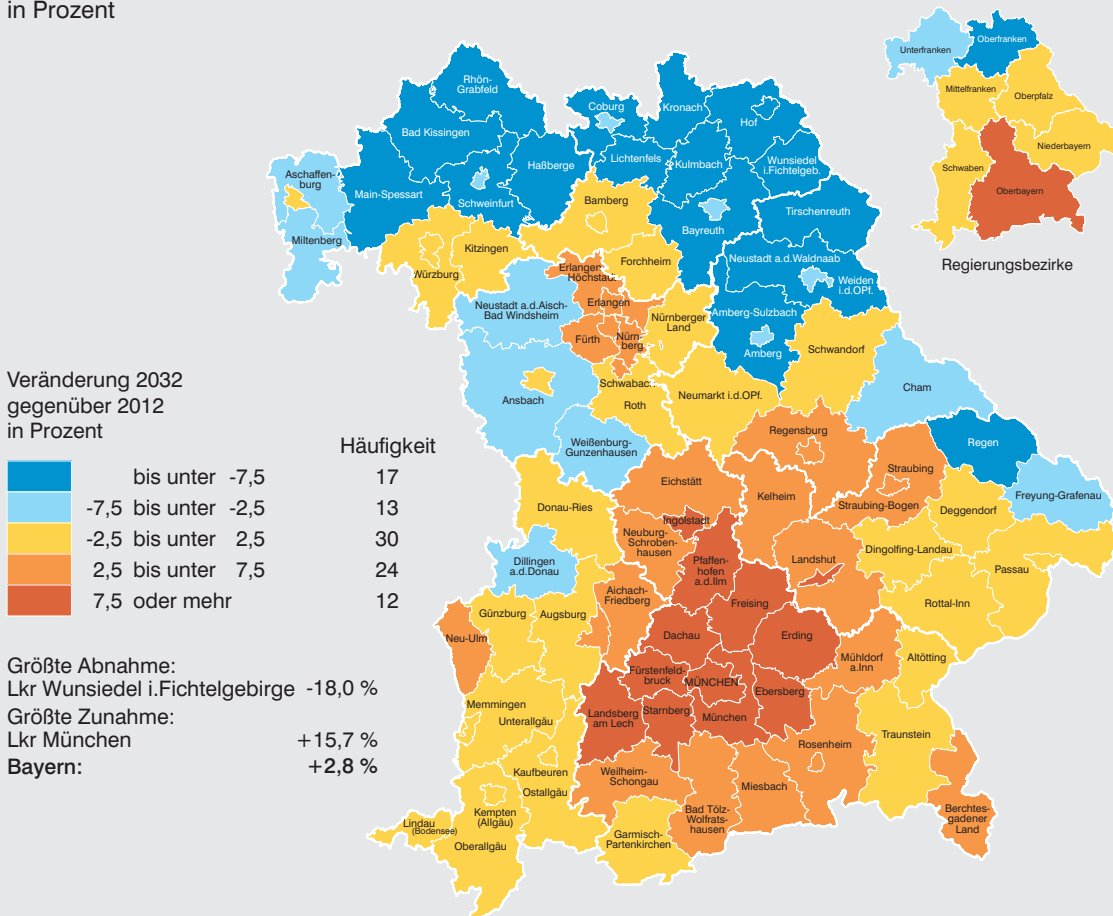 in Prozent
Unterfranken
Oberfranken
Mittelfranken
Oberpfalz
Niederbayern
Schwaben
Oberbayern
Regierungsbezirke
Rhön-
Grabfeld
Coburg
Kronach
Hof
Bad Kissingen
Lichtenfels
Kulmbach
Wunsiedel
i.Fichtelgeb.
Haßberge
Aschaffen-
burg
Main-Spessart
Schweinfurt
Bamberg
Bayreuth
Tirschenreuth
Miltenberg
Würzburg
Kitzingen
Forchheim
Neustadt a.d.Waldnaab
Weiden
i.d.OPf.
Erlangen-
Höchstadt
Erlangen
Neustadt a.d.Aisch-
Bad Windsheim
Fürth
Nürn-
berg
Nürnberger
Land
Amberg-Sulzbach
Amberg
Schwandorf
Cham
Ansbach
Schwabach
Roth
Neumarkt i.d.OPf.
Weißenburg-
Gunzenhausen
Regensburg
Regen
Straubing
Straubing-Bogen
Freyung-Grafenau
Eichstätt
Kelheim
Deggendorf
Donau-Ries
Ingolstadt
Neuburg-
Schroben-
hausen
Pfaffen-
hofen
a.d.Ilm
Landshut
Dingolfing-Landau
Passau
Dillingen
a.d.Donau
Aichach-
Friedberg
Freising
Rottal-Inn
Günzburg
Augsburg
Neu-Ulm
Dachau
Erding
Mühldorf
a.Inn
Altötting
Fürstenfeld-
bruck
MÜNCHEN
Ebersberg
Memmingen
Unterallgäu
Landsberg
am Lech
Starnberg
München
Traunstein
Rosenheim
Kaufbeuren
Ostallgäu
Weilheim-
Schongau
Miesbach
Bad Tölz-
Wolfrats-
hausen
Berchtes-
gadener
Land
Lindau
(Bodensee)
Kempten
(Allgäu)
Oberallgäu
Garmisch-
Partenkirchen
Veränderung 2032
gegenüber 2012
in Prozent
Häufigkeit
bis unter -7,5 17
-7,5 bis unter -2,5 13
-2,5 bis unter 2,5 30
2,5 bis unter 7,5 24
7,5 oder mehr 12
Größte Abnahme:
Lkr Wunsiedel i.Fichtelgebirge -18,0 %
Größte Zunahme:
Lkr München +15,7 %
Bayern: +2,8 %